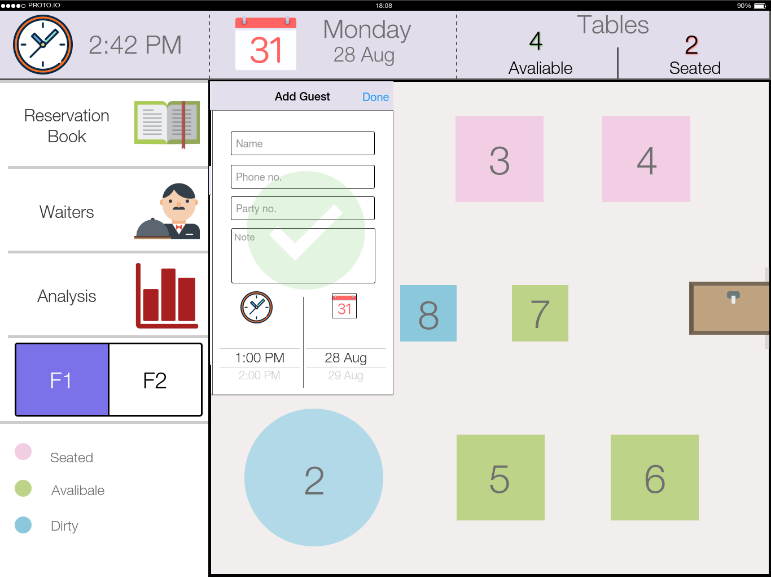 PROTO.IO
18:08
90%
2:42 PM
31
Monday
28 Aug
Tables
4
Avaliable
2
Seated
Reservation
Book
Waiters
Analysis
F1
F2
Seated
Avalibale
Dirty
Add Guest
Done
Name
Phone no.
Party no.
Note
31
1:00 PM
28 Aug
2:00 PM
29 Aug
3
4
8
7
2
5
6